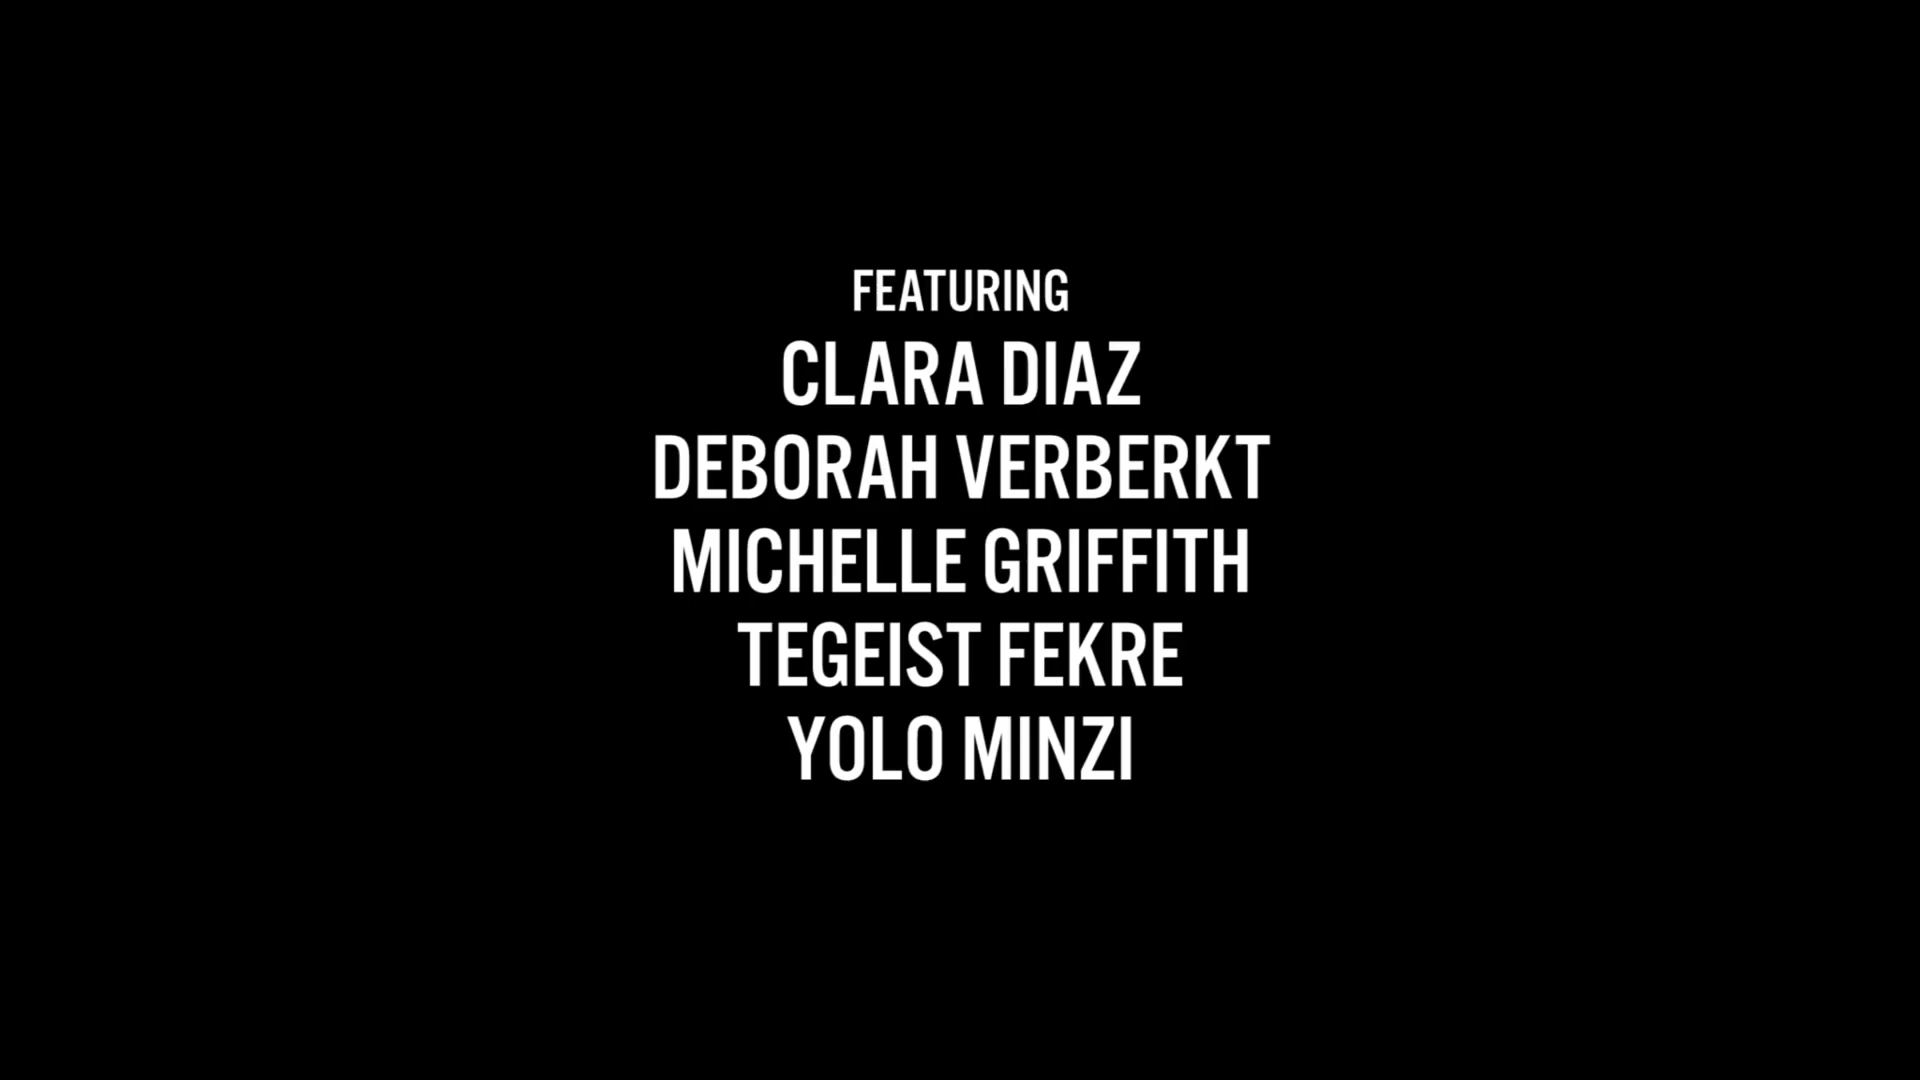 FEATURING
CLARA DIAZ
DEBORAH VERBERKT
MICHELLE GRIFFITH
TEGEIST FEKRE
YOLO MINZI